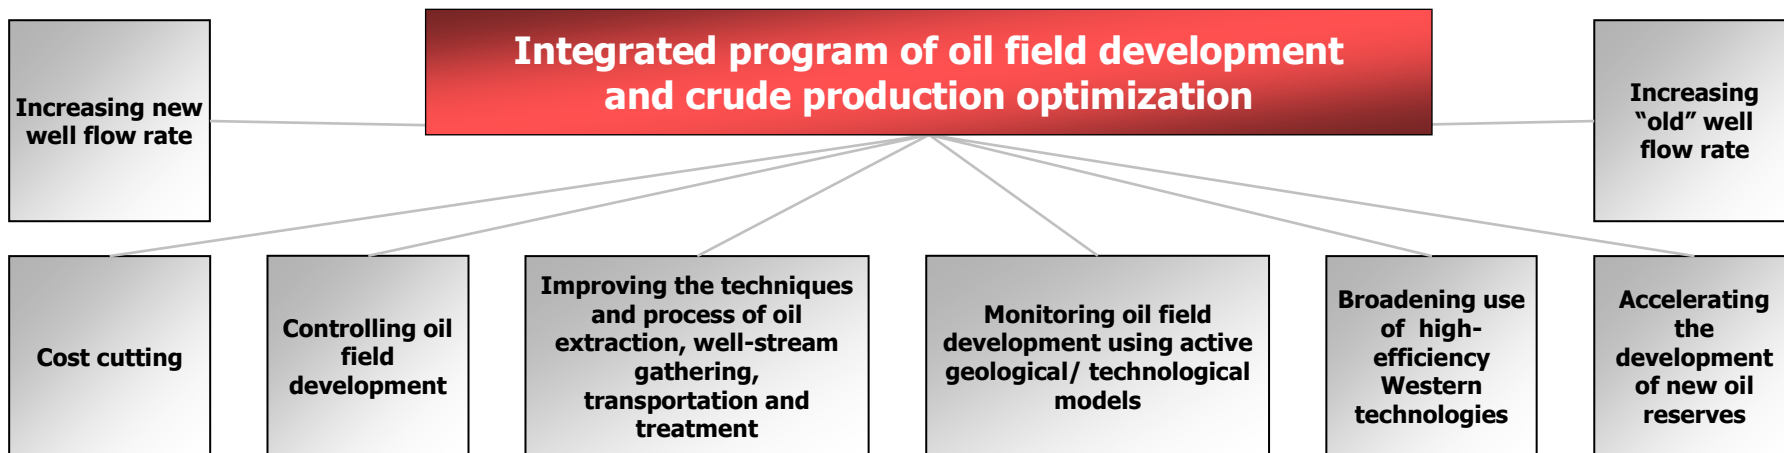 Integrated program of oil field development
and crude production optimization
Increasing new
well flow rate
Increasing
“old” well
flow rate
Cost cutting
Controlling oil
field
development
Improving the techniques
and process of oil
extraction, well-stream
gathering,
transportation and
treatment
Monitoring oil field
development using active
geological/ technological
models
Broadening use
of high-
efficiency
Western
technologies
Accelerating
the
development
of new oil
reserves